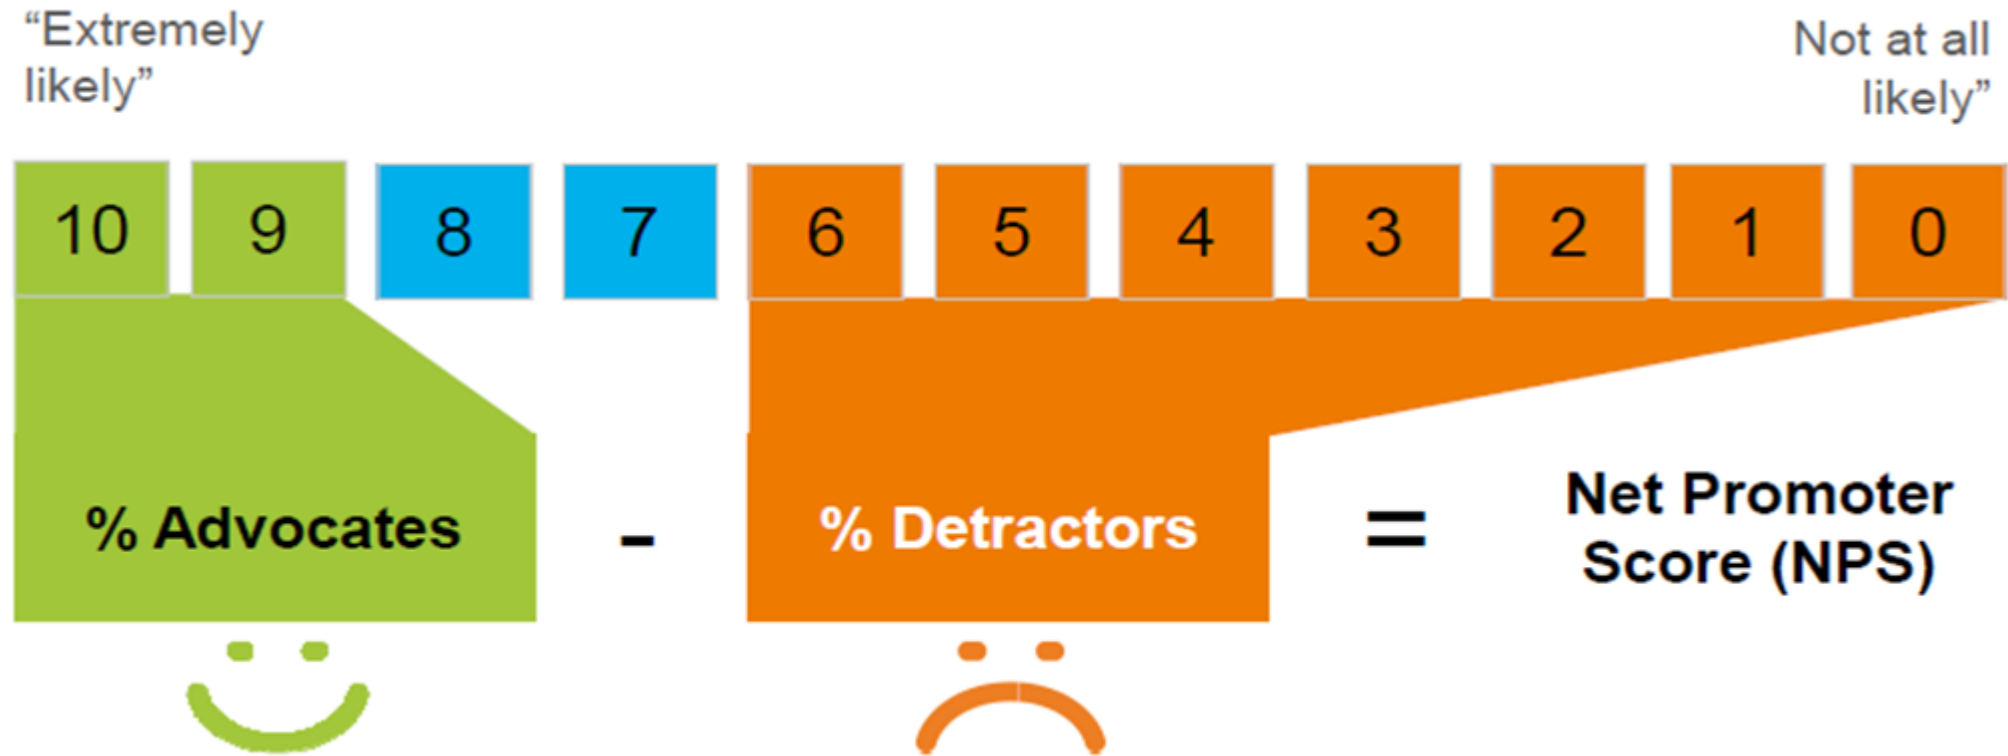 “Extremely
likely”
Not at all
likely”
10 9 8 7 6 5 4 3 2 1 0
% Advocates - % Detractors = Net Promoter
Score (NPS)